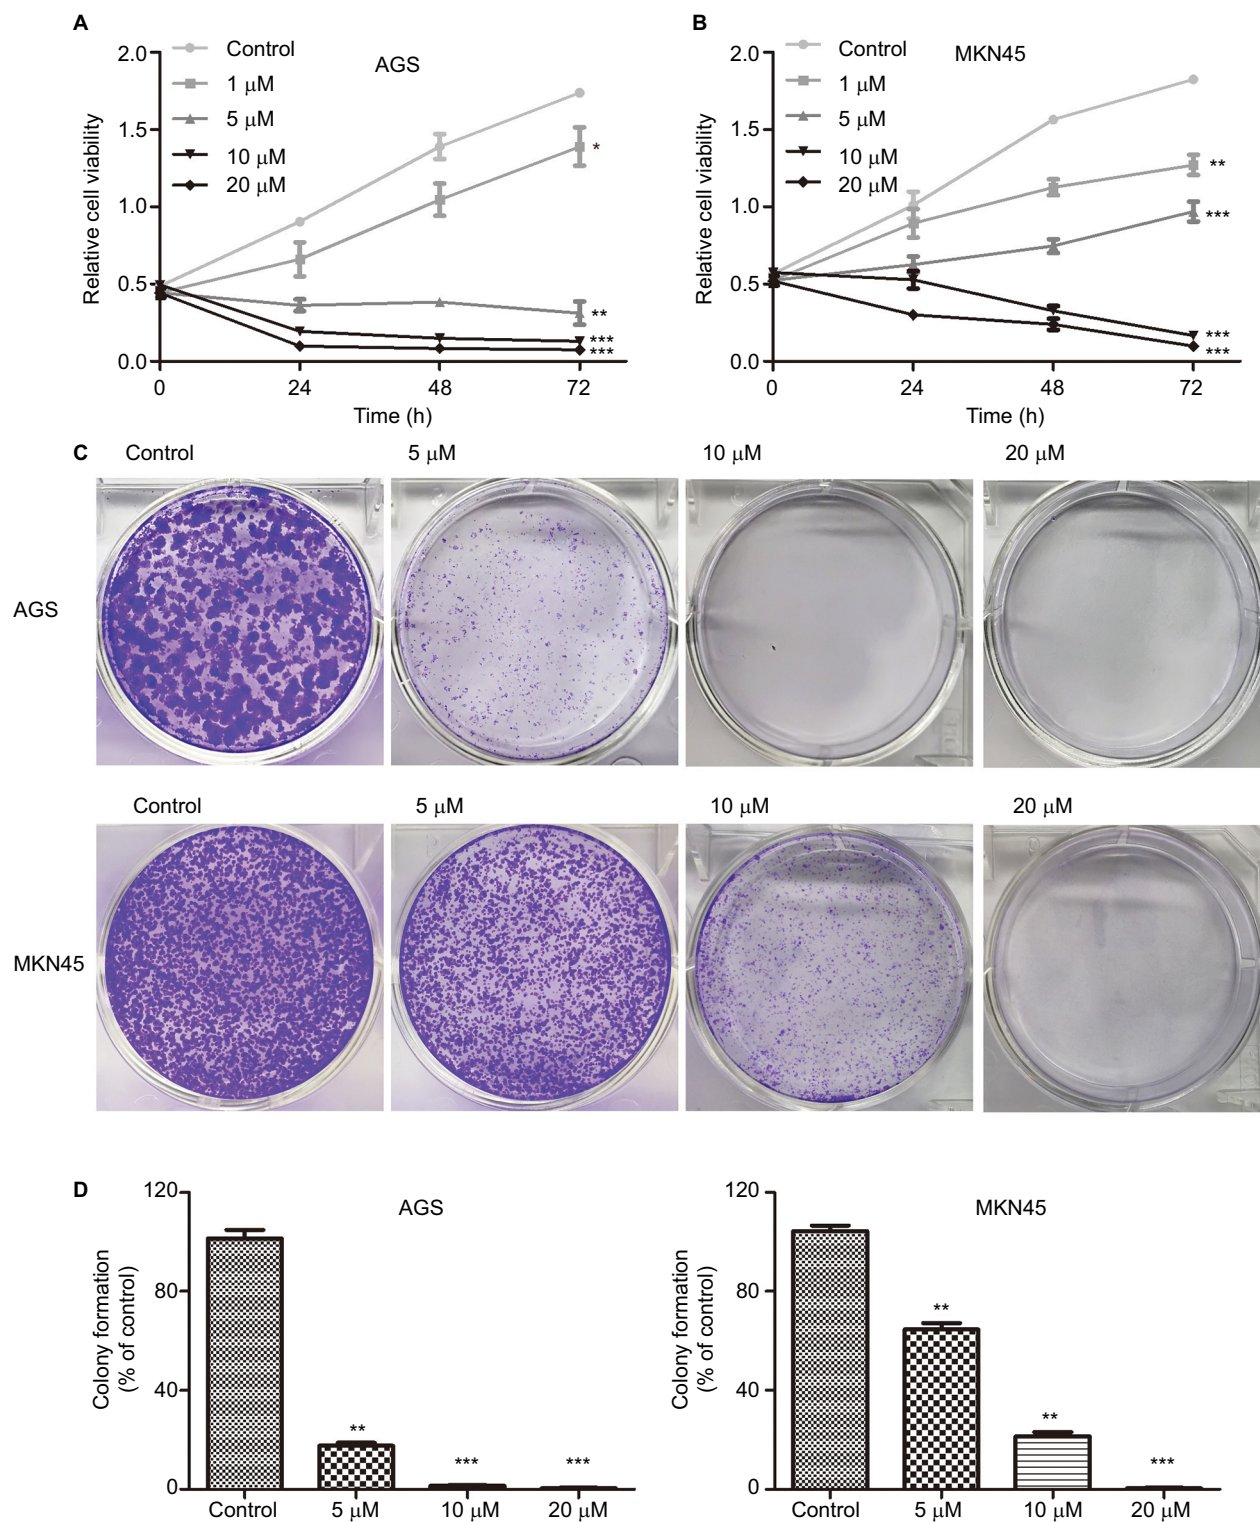 A
AGS
Control
1 μM
5 μM
10 μM
20 μM
Relative cell viability
2.0
1.5
1.0
0.5
0.0
*
**
***
***
0 24 48 72
Time (h)
B
MKN45
Control
1 μM
5 μM
10 μM
20 μM
Relative cell viability
2.0
1.5
1.0
0.5
0.0
**
***
***
***
0 24 48 72
Time (h)
C
Control 5 μM 10 μM 20 μM
AGS
Control 5 μM 10 μM 20 μM
MKN45
D
AGS
Colony formation
(% of control)
120
80
40
0
**
***
***
Control 5 μM 10 μM 20 μM
MKN45
Colony formation
(% of control)
120
80
40
0
**
**
***
Control 5 μM 10 μM 20 μM